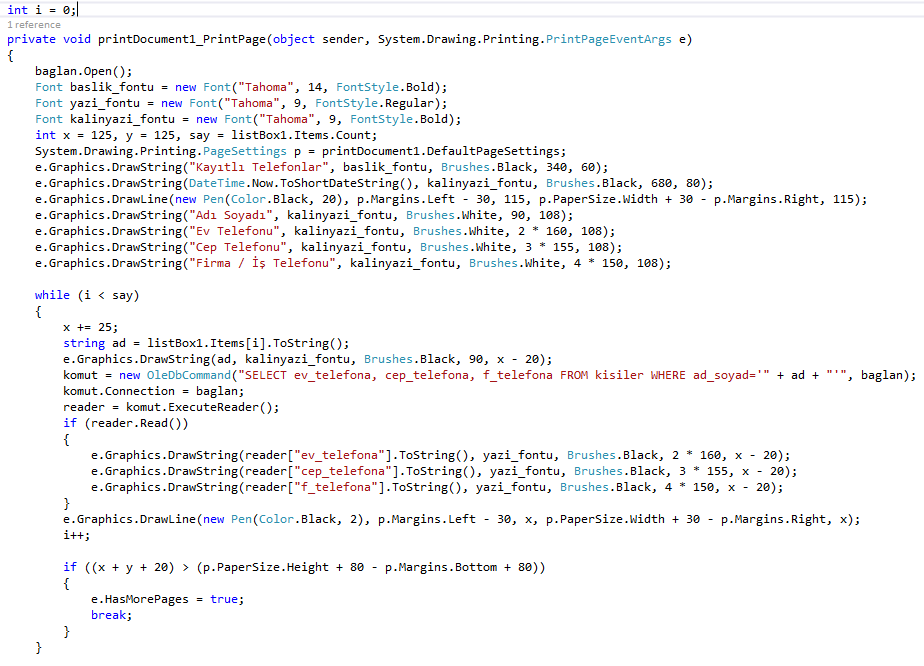 int i = 0;
1 reference
private void printDocument1_PrintPage(object sender, System.Drawing.Printing.PrintPageEventArgs e)
{
    baglan.Open();
    Font baslik_fontu = new Font("Tahoma", 14, FontStyle.Bold);
    Font yazi_fontu = new Font("Tahoma", 9, FontStyle.Regular);
    Font kalinyazi_fontu = new Font("Tahoma", 9, FontStyle.Bold);
    int x = 125, y = 125, say = listBox1.Items.Count;
    System.Drawing.Printing.PageSettings p = printDocument1.DefaultPageSettings;
    e.Graphics.DrawString("Kayıtlı Telefonlar", baslik_fontu, Brushes.Black, 340, 60);
    e.Graphics.DrawString(DateTime.Now.ToShortDateString(), kalinyazi_fontu, Brushes.Black, 680, 80);
    e.Graphics.DrawLine(new Pen(Color.Black, 20), p.Margins.Left - 30, 115, p.PaperSize.Width + 30 - p.Margins.Right, 115);
    e.Graphics.DrawString("Adı Soyadı", kalinyazi_fontu, Brushes.White, 90, 108);
    e.Graphics.DrawString("Ev Telefonu", kalinyazi_fontu, Brushes.White, 2 * 160, 108);
    e.Graphics.DrawString("Cep Telefonu", kalinyazi_fontu, Brushes.White, 3 * 155, 108);
    e.Graphics.DrawString("Firma / İş Telefonu", kalinyazi_fontu, Brushes.White, 4 * 150, 108);

    while (i < say)
    {
        x += 25;
        string ad = listBox1.Items[i].ToString();
        e.Graphics.DrawString(ad, kalinyazi_fontu, Brushes.Black, 90, x - 20);
        komut = new OleDbCommand("SELECT ev_telefona, cep_telefona, f_telefona FROM kisiler WHERE ad_soyad='" + ad + "'", baglan);
        komut.Connection = baglan;
        reader = komut.ExecuteReader();
        if (reader.Read())
        {
            e.Graphics.DrawString(reader["ev_telefona"].ToString(), yazi_fontu, Brushes.Black, 2 * 160, x - 20);
            e.Graphics.DrawString(reader["cep_telefona"].ToString(), yazi_fontu, Brushes.Black, 3 * 155, x - 20);
            e.Graphics.DrawString(reader["f_telefona"].ToString(), yazi_fontu, Brushes.Black, 4 * 150, x - 20);
        }
        e.Graphics.DrawLine(new Pen(Color.Black, 2), p.Margins.Left - 30, x, p.PaperSize.Width + 30 - p.Margins.Right, x);
        i++;

        if ((x + y + 20) > (p.PaperSize.Height + 80 - p.Margins.Bottom + 80))
        {
            e.HasMorePages = true;
            break;
        }
    }